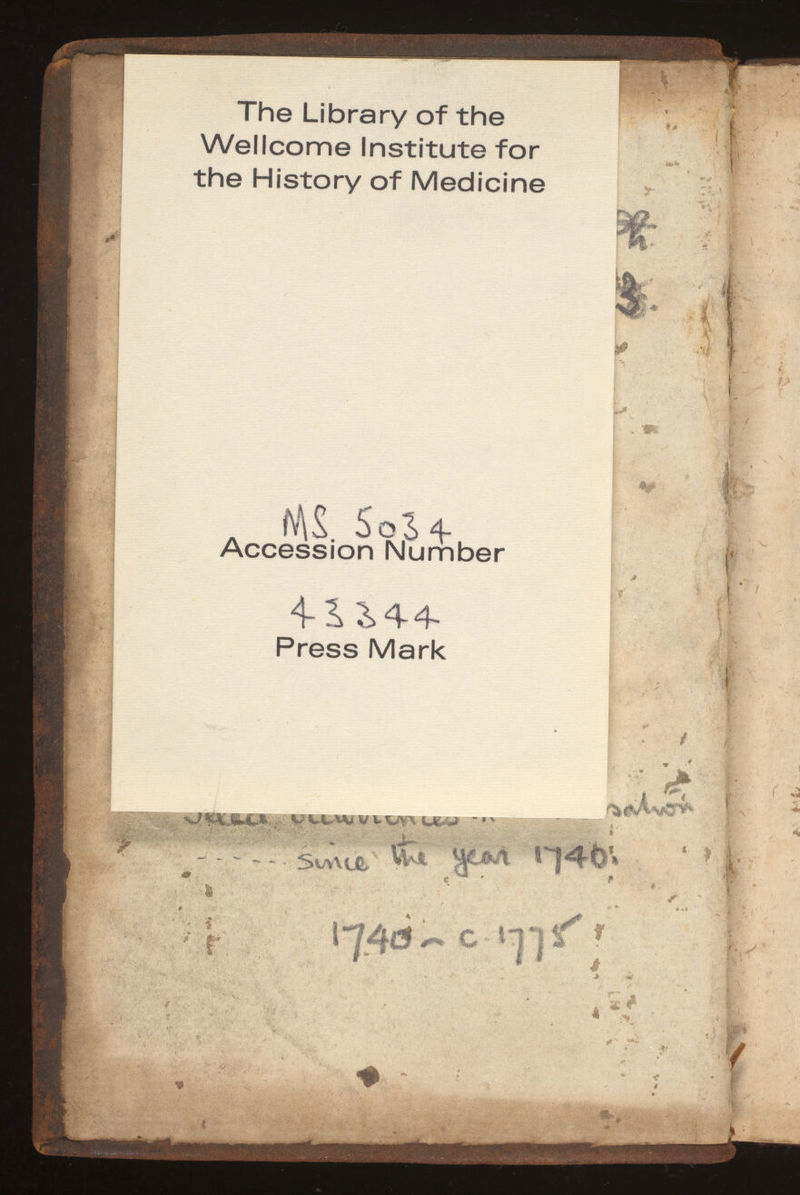 The Library of the
Wellcome Institute for
the History of Medicine
3.
MS. 5034
Accession Number
43344
Press Mark
----- since the year 1740.
1740 - c 1775